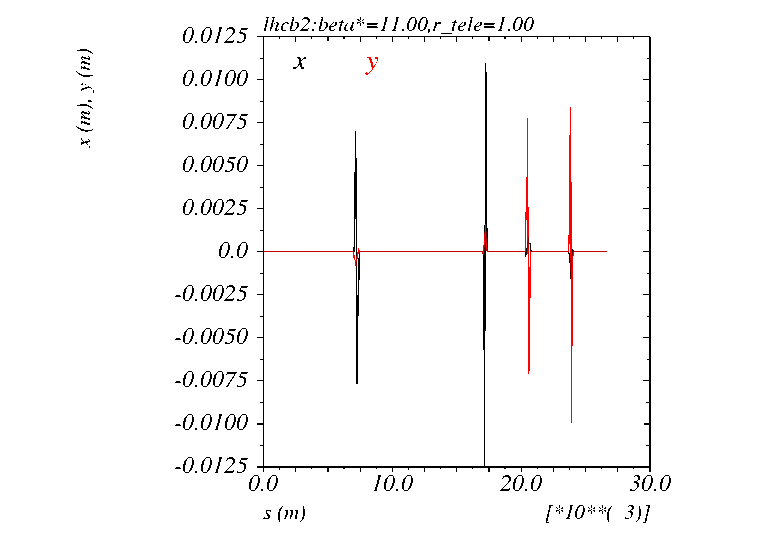 lhcb2:beta*=11.00,r_tele=1.00
x (m), y (m)
x y
0.0125
0.0100
0.0075
0.0050
0.0025
0.0
-0.0025
-0.0050
-0.0075
-0.0100
-0.0125
0.0 10.0 20.0 30.0
s (m) [*10**( 3)]